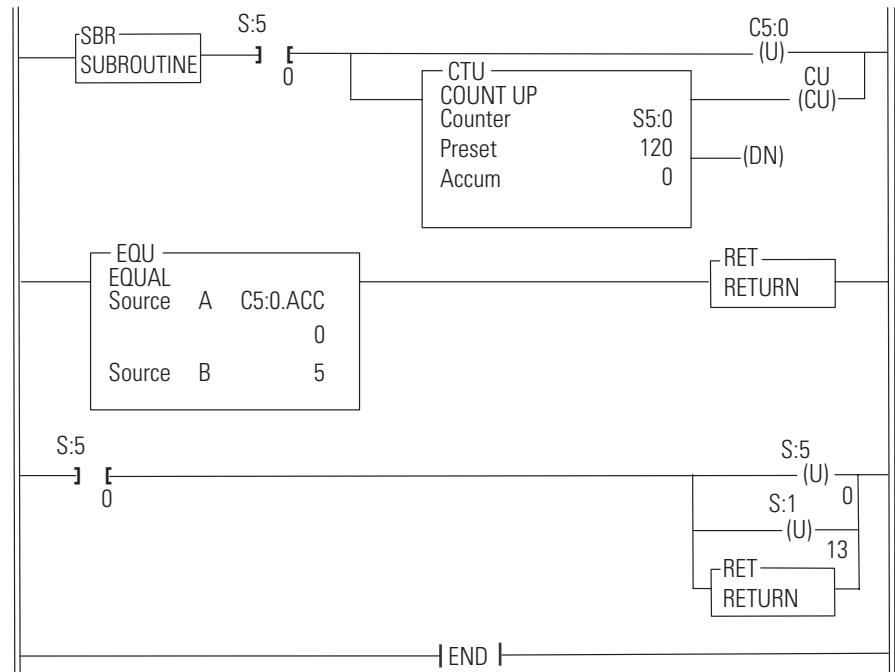 SBR
SUBROUTINE
S:5
] [
0
C5:0
(U)
CTU
COUNT UP
Counter S5:0
Preset 120
Accum 0
CU
(CU)
(DN)
EQU
EQUAL
Source A C5:0.ACC
0
Source B 5
RET
RETURN
S:5
] [
0
S:5
(U)
0
S:1
(U)
13
RET
RETURN
END